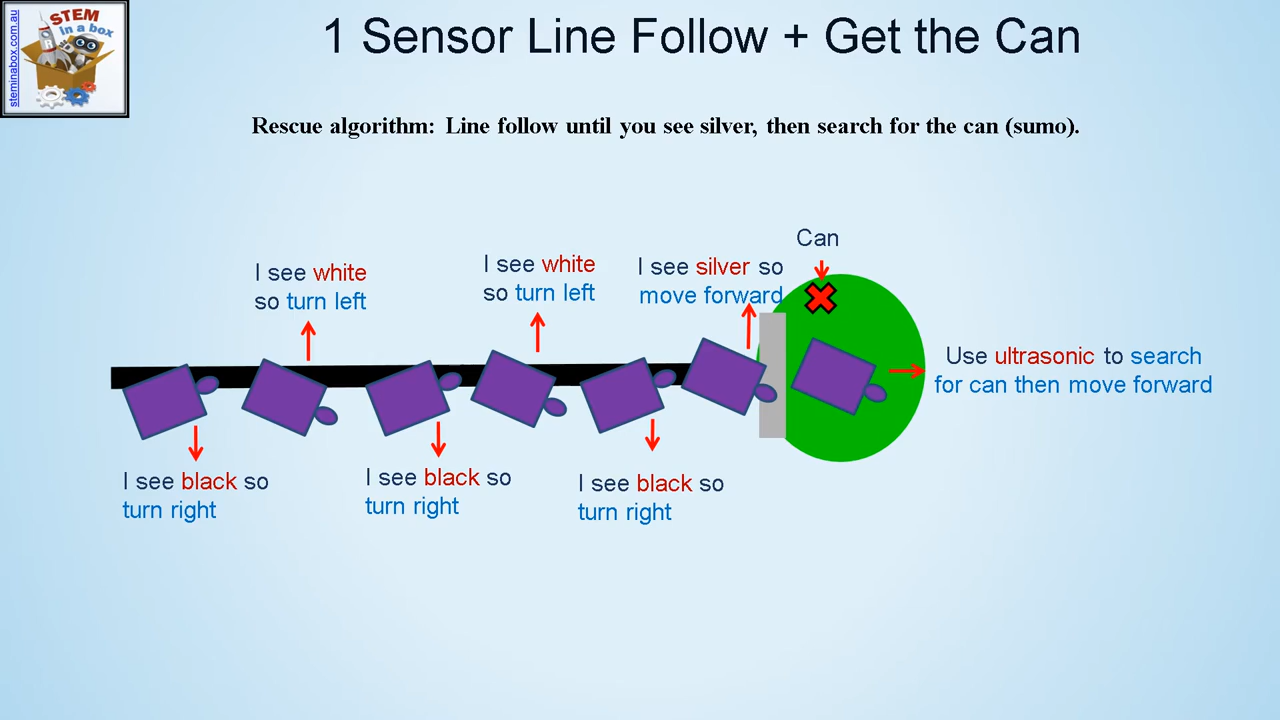 steminabox.com.au
STEM
in a box
1 Sensor Line Follow + Get the Can
Rescue algorithm: Line follow until you see silver, then search for the can (sumo).
I see white
so turn left
I see white
so turn left
I see silver so
move forward
Can
Use ultrasonic to search
for can then move forward
I see black so
turn right
I see black so
turn right
I see black so
turn right